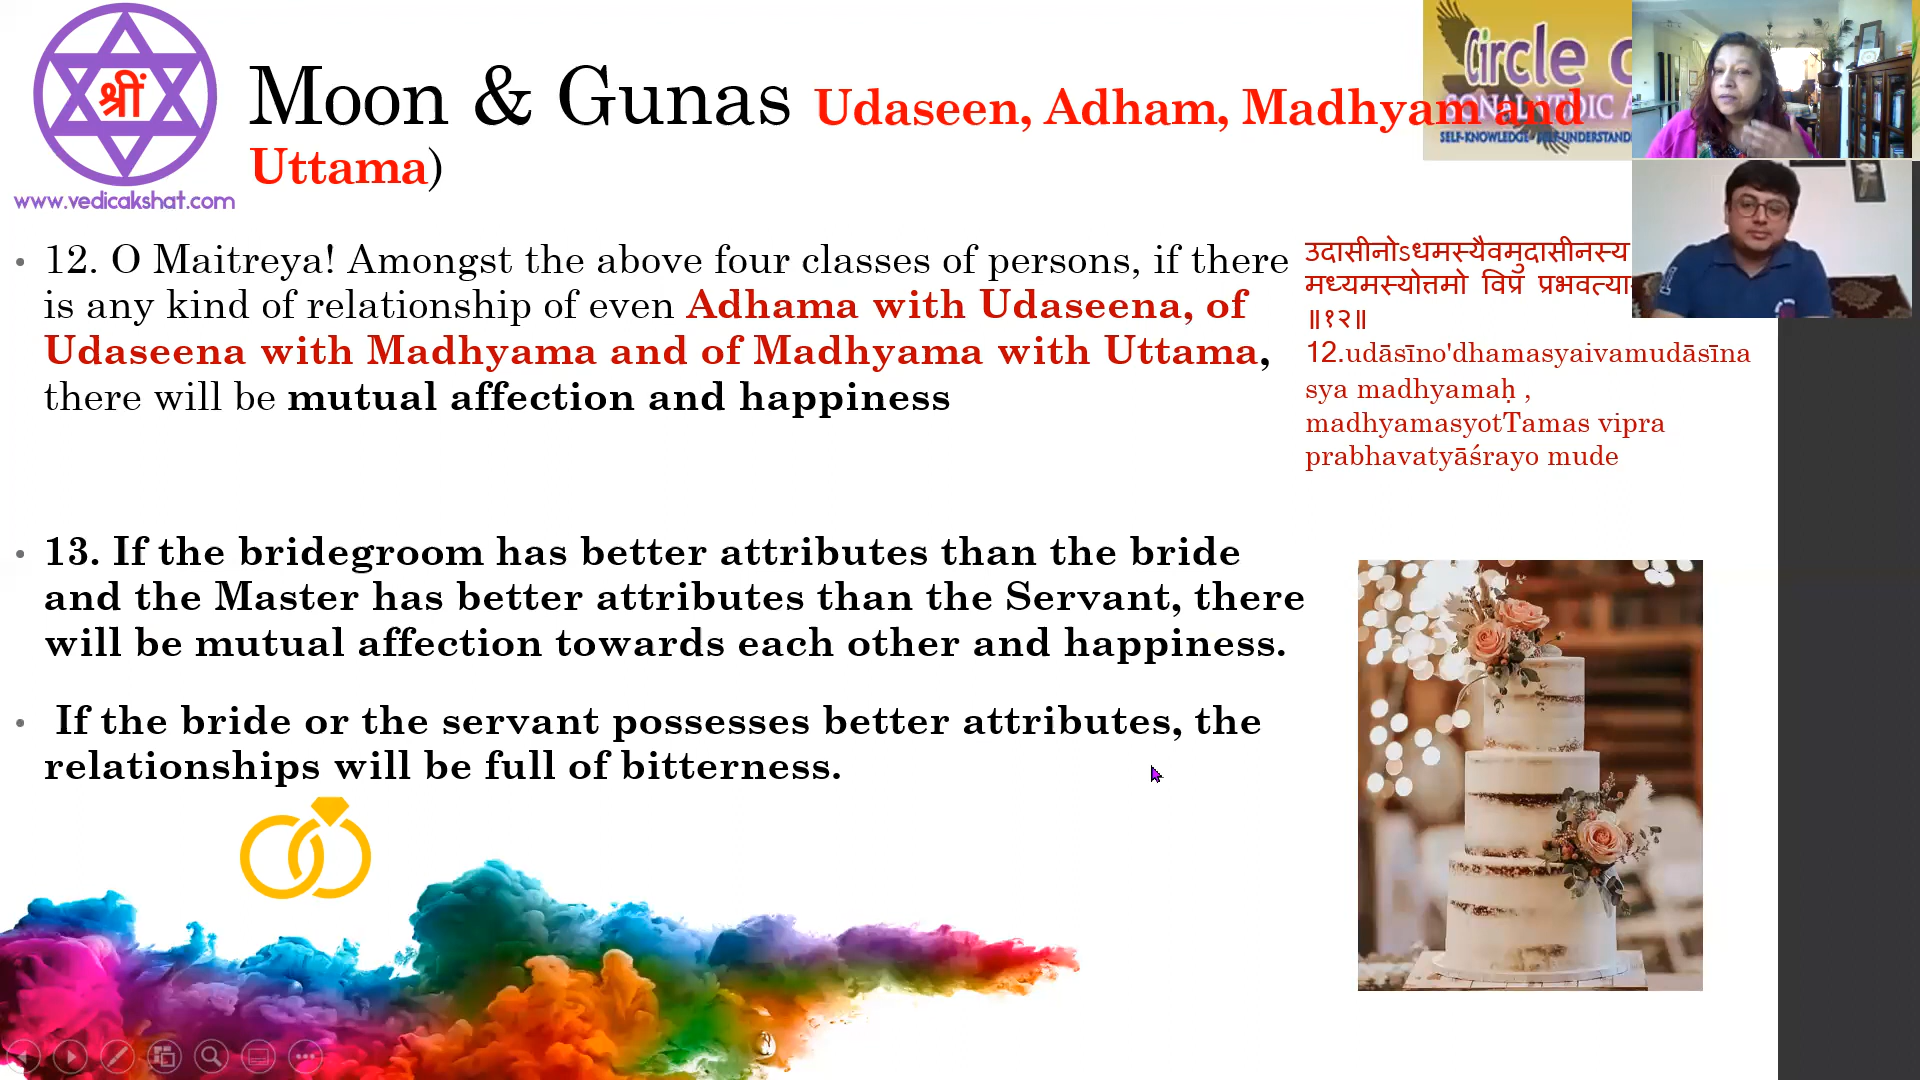 श्रीं
www.vedicakshat.com
Moon & Gunas Udaseen, Adham, Madhyam and
Uttama)
Circle
SELF-KNOWLEDGE
• 12. O Maitreya! Amongst the above four classes of persons, if there
is any kind of relationship of even Adhama with Udaseena, of
Udaseena with Madhyama and of Madhyama with Uttama,
there will be mutual affection and happiness
• 13. If the bridegroom has better attributes than the bride
and the Master has better attributes than the Servant, there
will be mutual affection towards each other and happiness.
• If the bride or the servant possesses better attributes, the
relationships will be full of bitterness.
उदासीनोऽधमस्यैवमुदासीनस्य
मध्यमस्योत्तमो विप्र
॥१२॥
12.udāsīno'dhamasyaivamudāsīna
sya madhyamaḥ ,
madhyamasyotTamas vipra
prabhavatyāśrayo mude